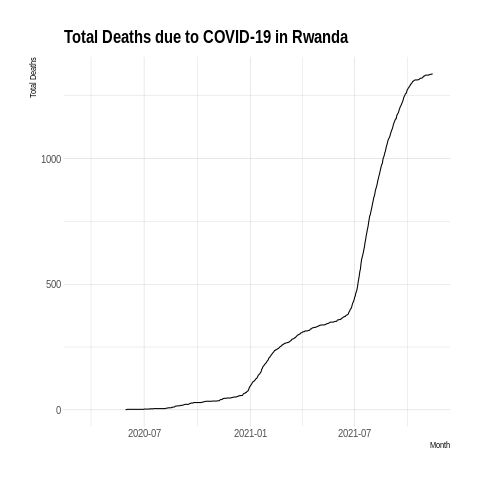 Total Deaths due to COVID-19 in Rwanda
Total Deaths
1000
500
0
2020-07 2021-01 2021-07
Month